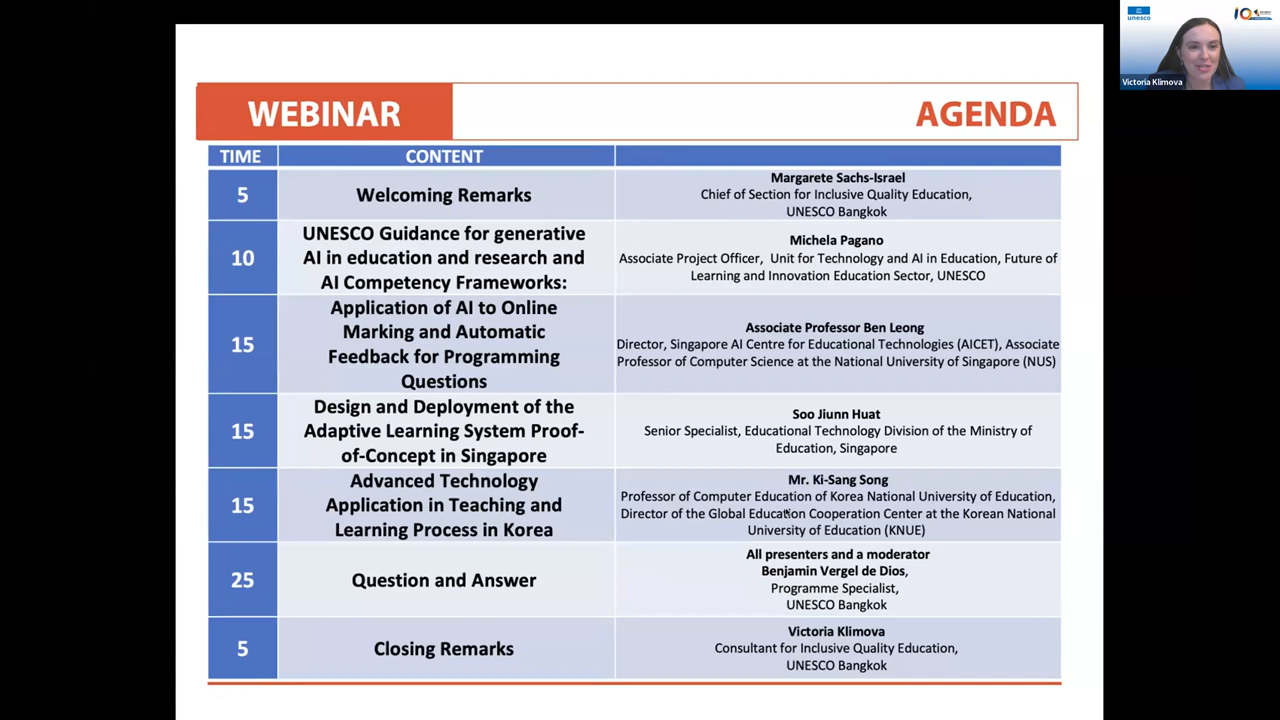 unesco
Victoria Klimova
WEBINAR
AGENDA
TIME
CONTENT
5
Welcoming Remarks
Margarete Sachs-Israel
Chief of Section for Inclusive Quality Education,
UNESCO Bangkok
10
UNESCO Guidance for generative
AI in education and research and
AI Competency Frameworks:
Michela Pagano
Associate Project Officer, Unit for Technology and AI in Education, Future of
Learning and Innovation Education Sector, UNESCO
15
Application of AI to Online
Marking and Automatic
Feedback for Programming
Questions
Associate Professor Ben Leong
Director, Singapore AI Centre for Educational Technologies (AICET), Associate
Professor of Computer Science at the National University of Singapore (NUS)
15
Design and Deployment of the
Adaptive Learning System Proof-
of-Concept in Singapore
Soo Jiunn Huat
Senior Specialist, Educational Technology Division of the Ministry of
Education, Singapore
15
Advanced Technology
Application in Teaching and
Learning Process in Korea
Mr. Ki-Sang Song
Professor of Computer Education of Korea National University of Education,
Director of the Global Education Cooperation Center at the Korean National
University of Education (KNUE)
25
Question and Answer
All presenters and a moderator
Benjamin Vergel de Dios,
Programme Specialist,
UNESCO Bangkok
5
Closing Remarks
Victoria Klimova
Consultant for Inclusive Quality Education,
UNESCO Bangkok